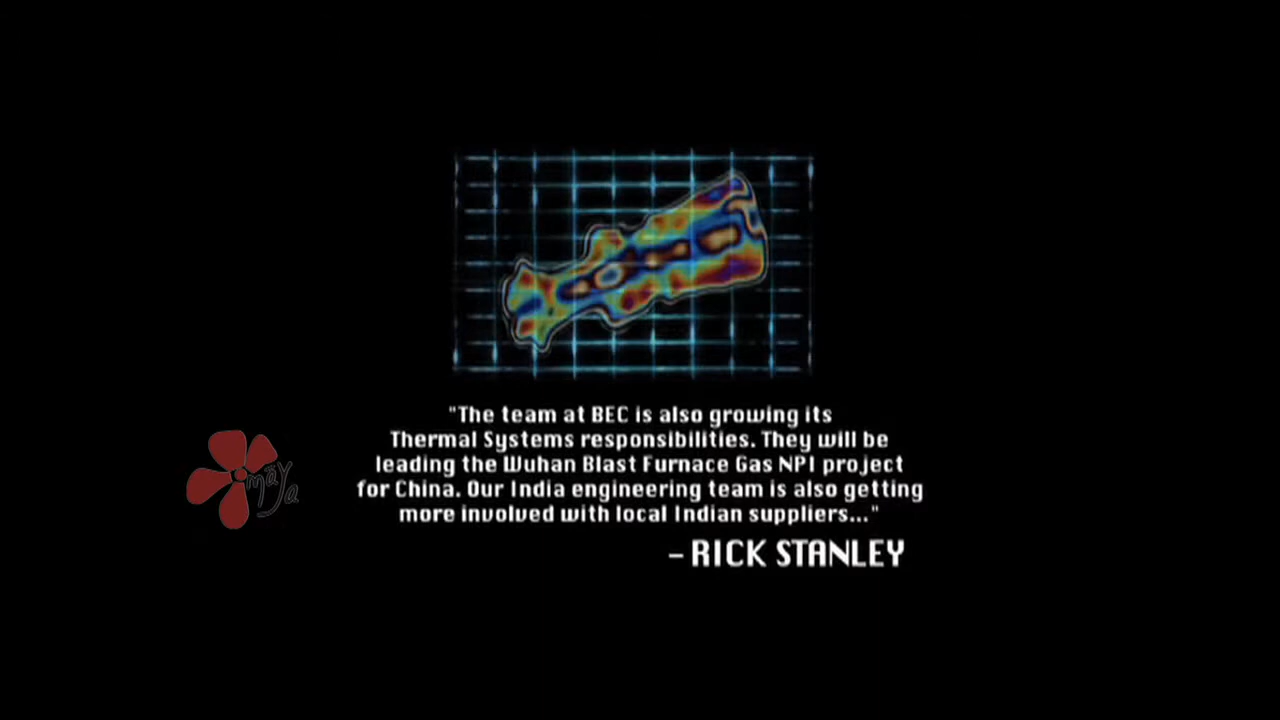 "The team at BEC is also growing its
Thermal Systems responsibilities. They will be
leading the Wuhan Blast Furnace Gas NPI project
for China. Our India engineering team is also getting
more involved with local Indian suppliers..."
– RICK STANLEY
māya